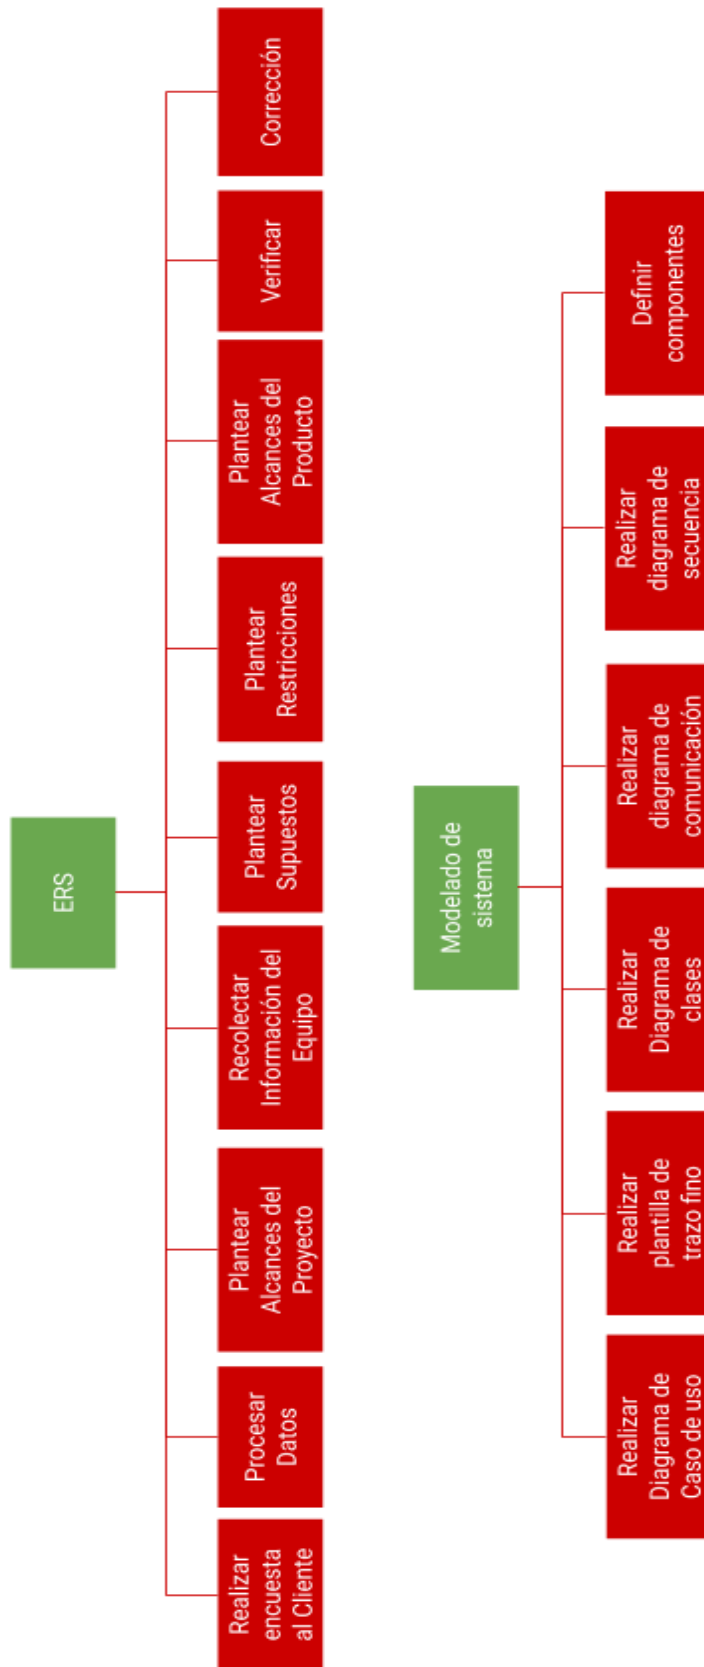 ERS
Realizar
encuesta
al Cliente
Procesar
Datos
Plantear
Alcances del
Proyecto
Recolectar
Información del
Equipo
Plantear
Supuestos
Plantear
Restricciones
Plantear
Alcances del
Producto
Verificar
Corrección
Modelado de
sistema
Realizar
Diagrama de
Caso de uso
Realizar
plantilla de
trazo fino
Realizar
Diagrama de
clases
Realizar
diagrama de
comunicación
Realizar
diagrama de
secuencia
Definir
componentes